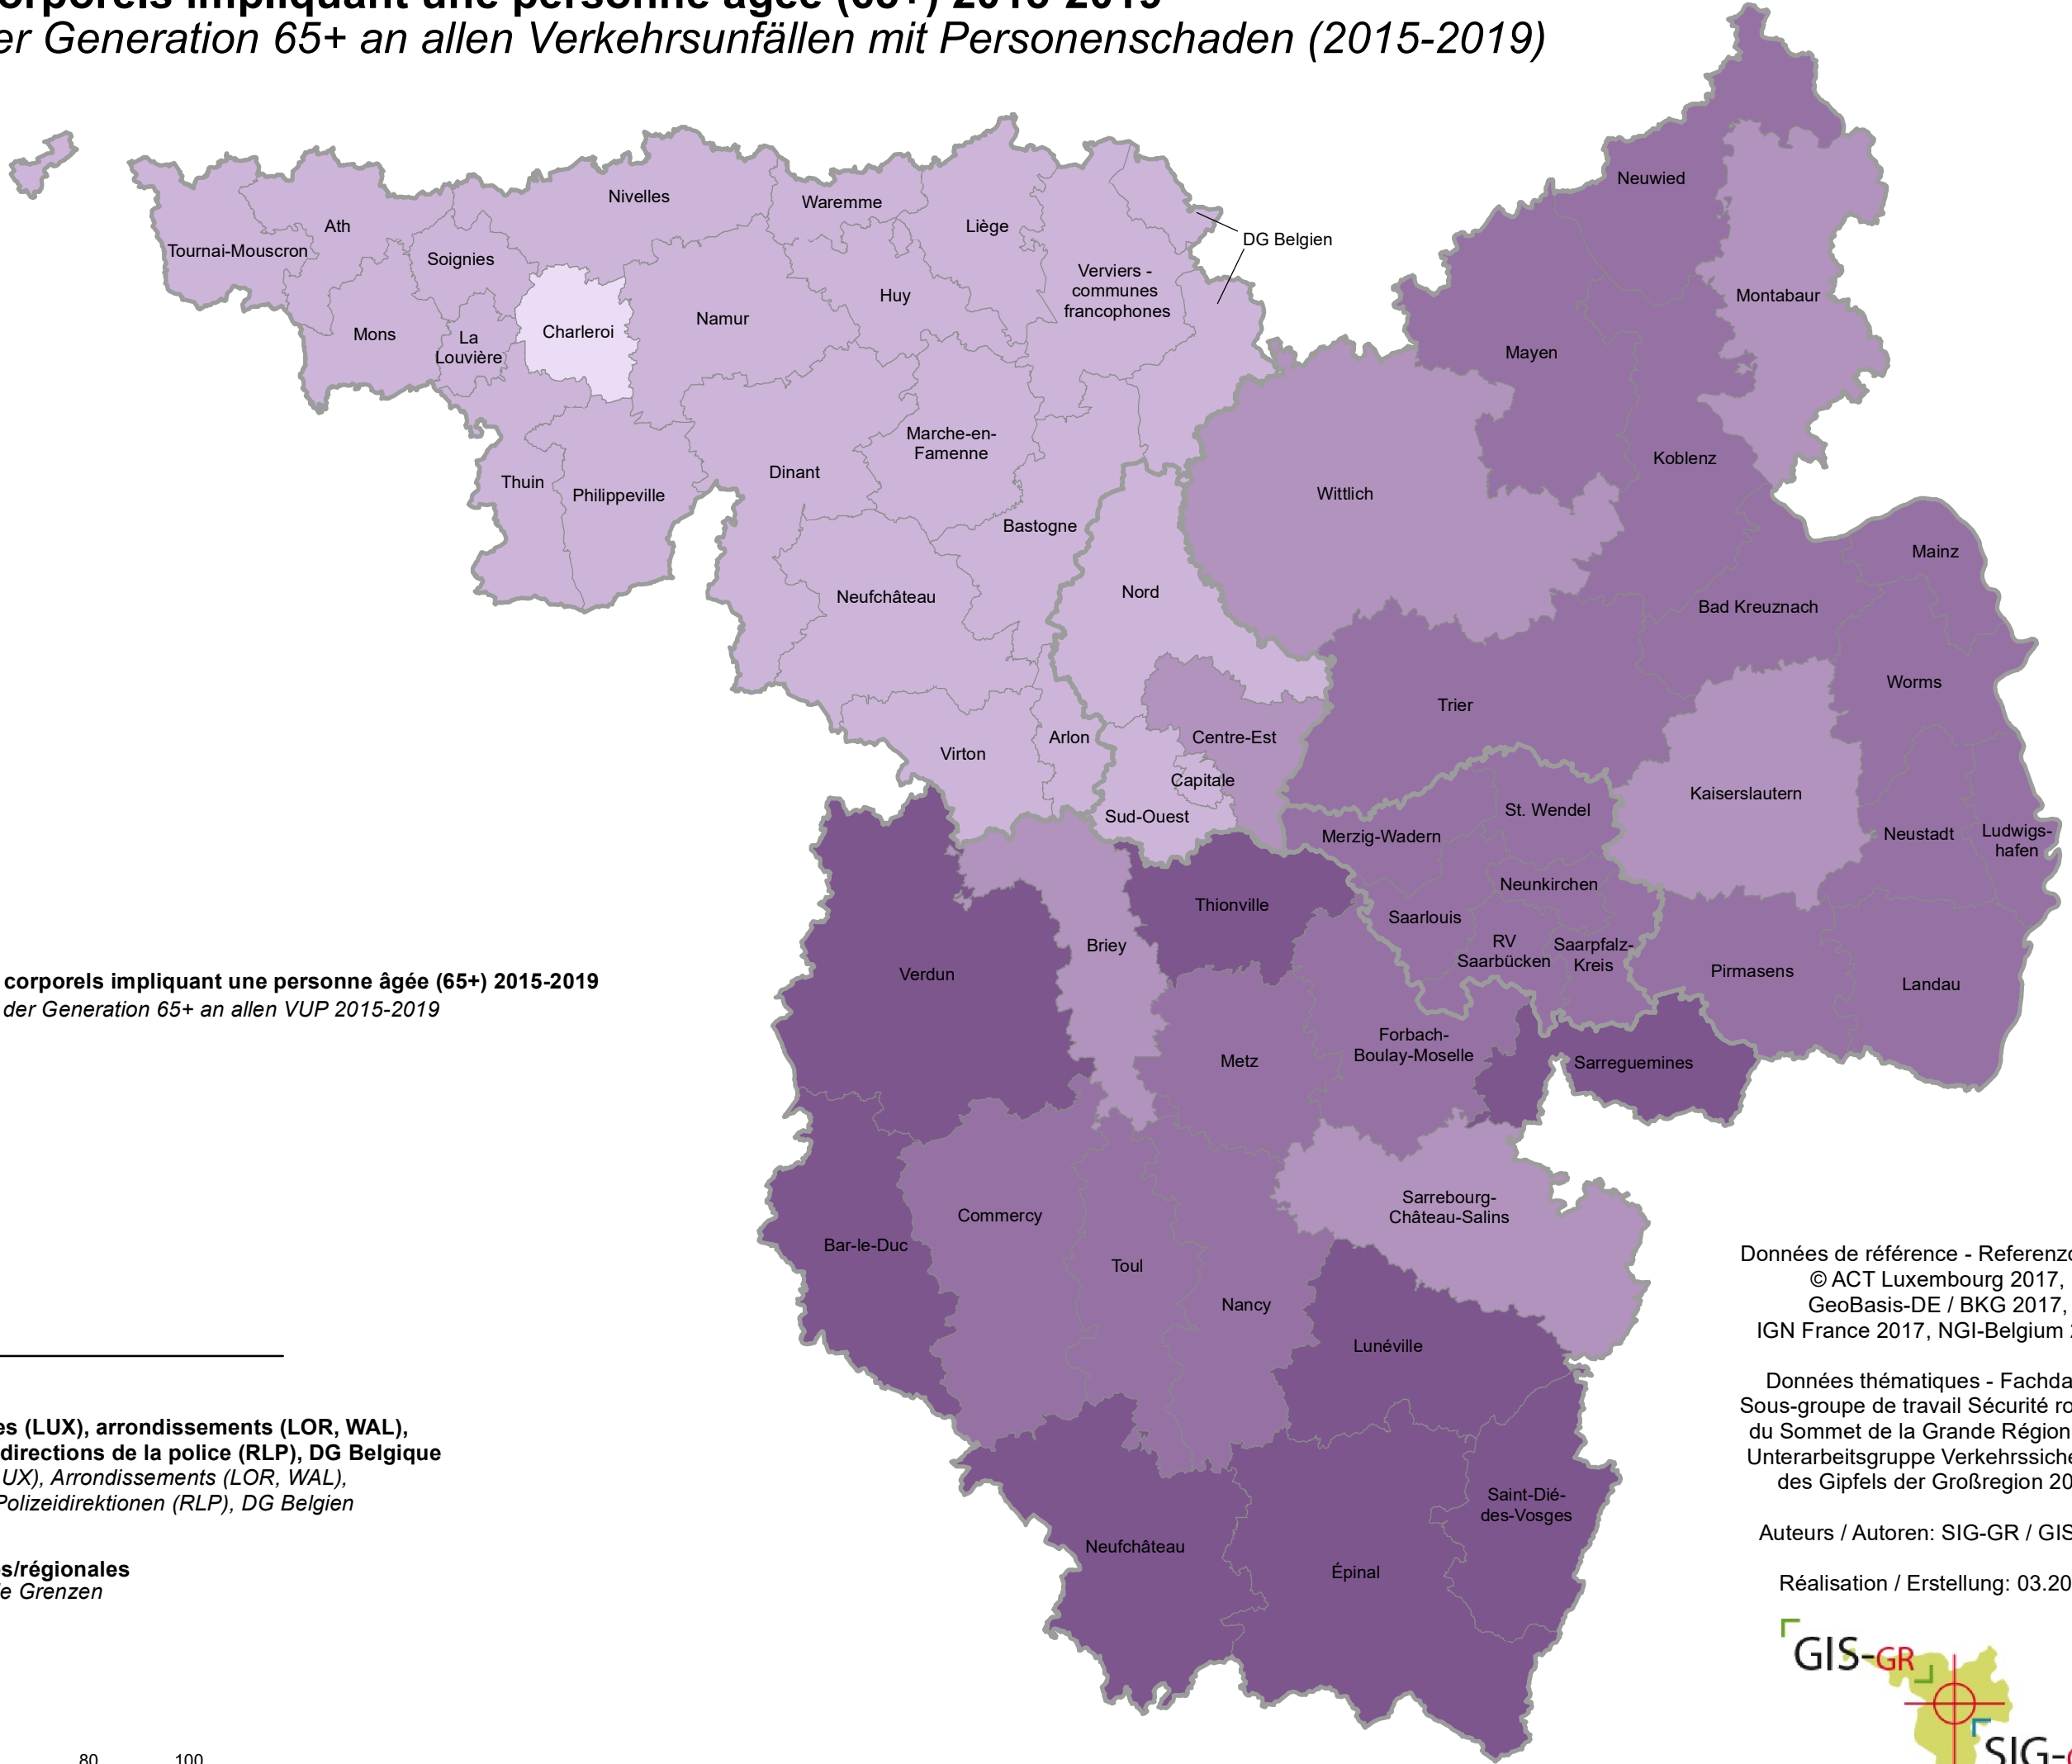 corporels impliquant une personne âgée (65+) 2015-2019
er Generation 65+ an allen Verkehrsunfällen mit Personenschaden (2015-2019)
Neuwied
Nivelles
Waremme
Ath
Liège
Tournai-Mouscron
DG Belgien
Soignies
Verviers -
communes
francophones
Huy
Montabaur
Namur
Charleroi
Mons
La
Louvière
Mayen
Marche-en-
Famenne
Koblenz
Dinant
Thuin
Philippeville
Wittlich
Bastogne
Mainz
Nord
Neufchâteau
Bad Kreuznach
Worms
Trier
Arlon
Centre-Est
Virton
Capitale
Kaiserslautern
St. Wendel
Sud-Ouest
Merzig-Wadern
Neustadt
Ludwigs-
hafen
Neunkirchen
Thionville
Saarlouis
Briey
RV
Saarbücken
Saarpfalz-
Kreis
Verdun
Pirmasens
Landau
corporels impliquant une personne âgée (65+) 2015-2019
der Generation 65+ an allen VUP 2015-2019
Forbach-
Boulay-Moselle
Metz
Sarreguemines
Sarrebourg-
Château-Salins
Commercy
Bar-le-Duc
Toul
Nancy
Lunéville
Données de référence - Referenz
© ACT Luxembourg 2017,
GeoBasis-DE / BKG 2017,
IGN France 2017, NGI-Belgium
Données thématiques - Fachda
Sous-groupe de travail Sécurité ro
du Sommet de la Grande Région
Unterarbeitsgruppe Verkehrssiche
des Gipfels der Großregion 20
es (LUX), arrondissements (LOR, WAL),
directions de la police (RLP), DG Belgique
UX), Arrondissements (LOR, WAL),
Polizeidirektionen (RLP), DG Belgien
Saint-Dié-
des-Vosges
Neufchâteau
Épinal
Auteurs / Autoren: SIG-GR / GIS
s/régionales
e Grenzen
Réalisation / Erstellung: 03.20
GIS-GR
SIG-
80 100